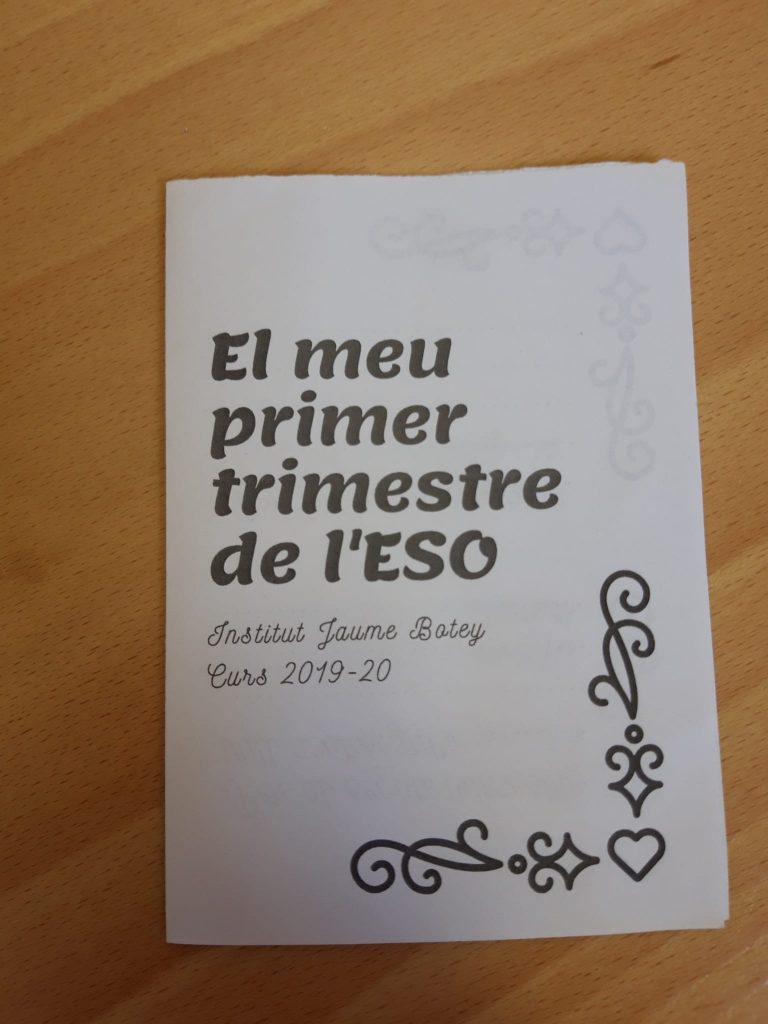 El meu
primer
trimestre
de l'ESO
Institut Jaume Botey
Curs 2019-20